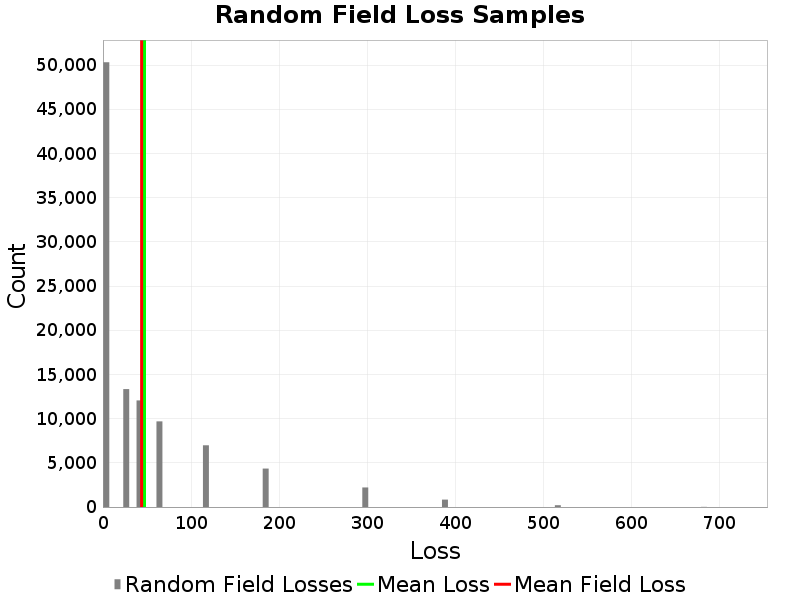 Random Field Loss Samples
50,000
45,000
40,000
35,000
30,000
25,000
20,000
15,000
10,000
5,000
0
Count
0 100 200 300 400 500 600 700
Loss
Random Field Losses Mean Loss Mean Field Loss